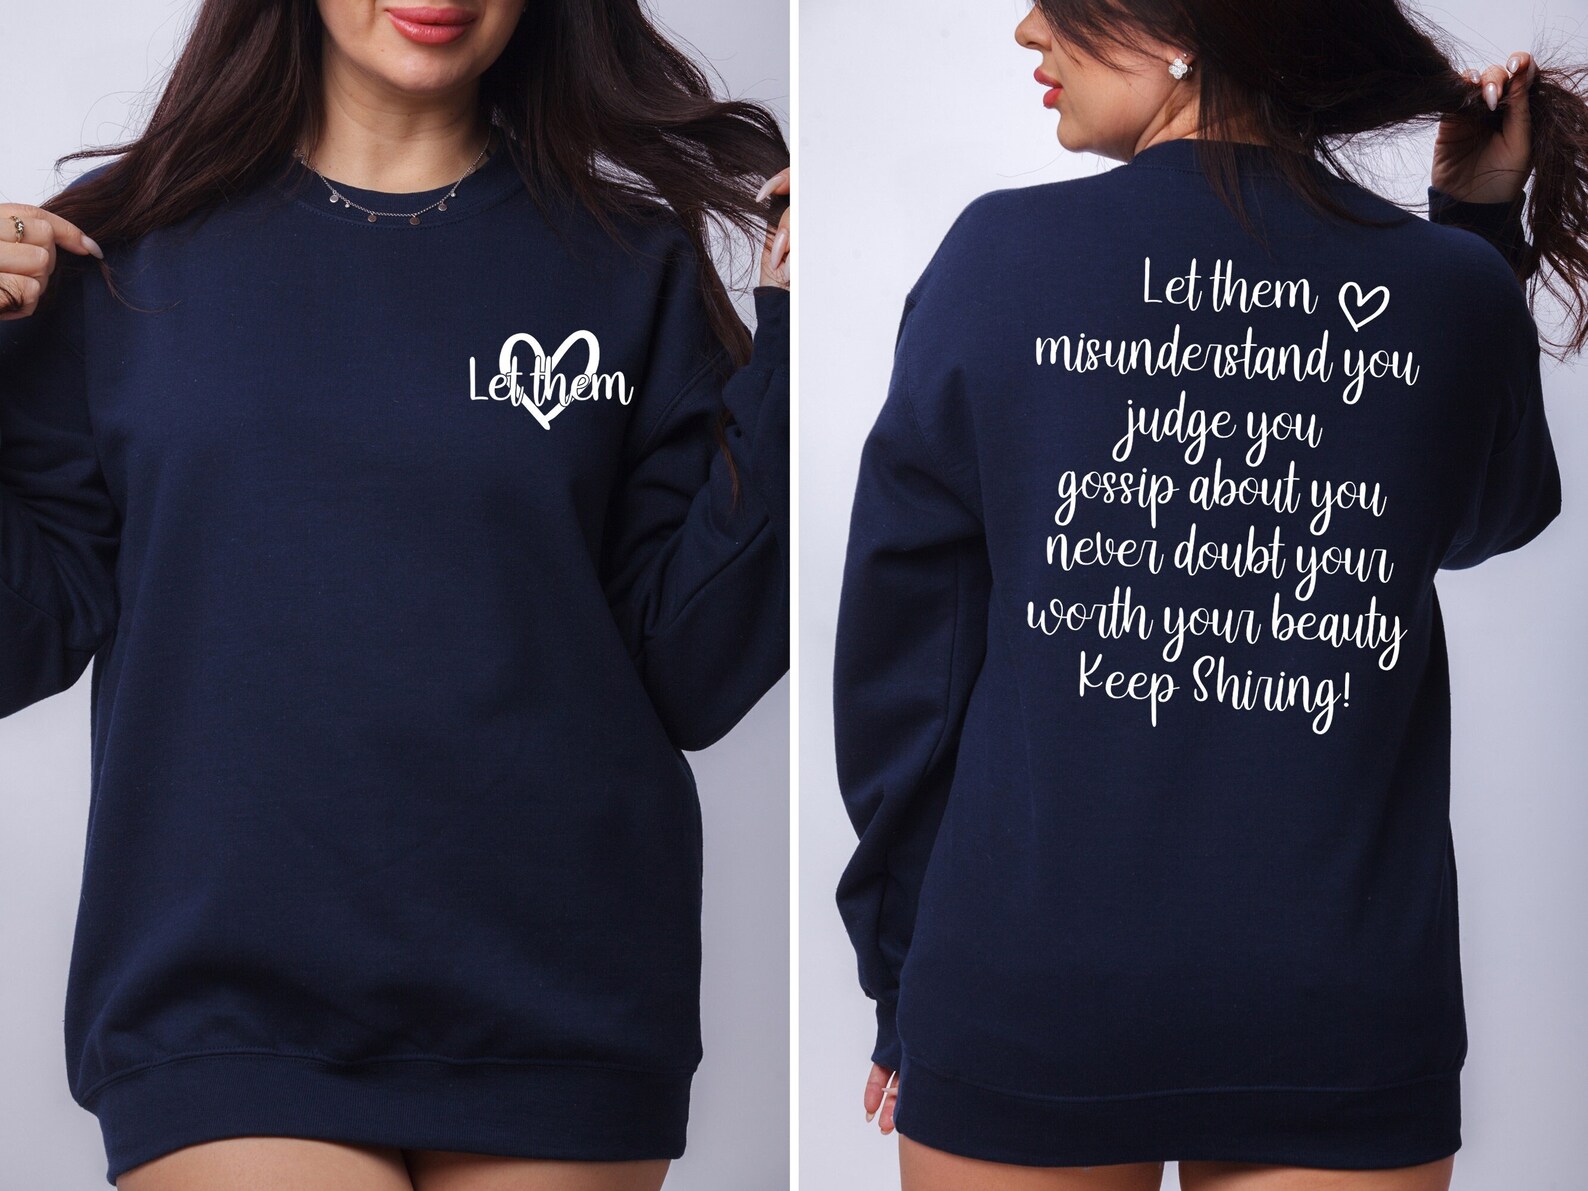 Let them
Let them
misunderstand you
judge you
gossip about you
never doubt your
worth your beauty
Keep Shiring!